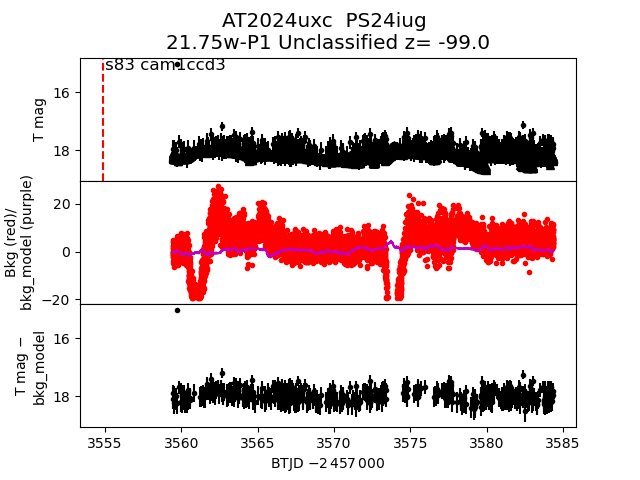 AT2024uxc  PS24iug
21.75w-P1 Unclassified z= -99.0
s83 cam1ccd3
T mag
16
18
Bkg (red)/
bkg_model (purple)
20
0
−20
T mag −
bkg_model
16
18
3555 3560 3565 3570 3575 3580 3585
BTJD −2 457 000